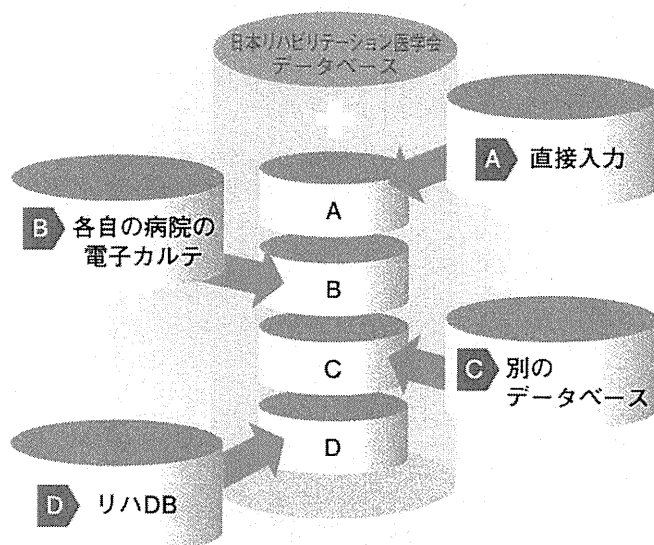 日本リハビリテーション医学会
データベース
A 直接入力
A
B 各自の病院の
電子カルテ
B
C
C 別の
データベース
D
D リハDB